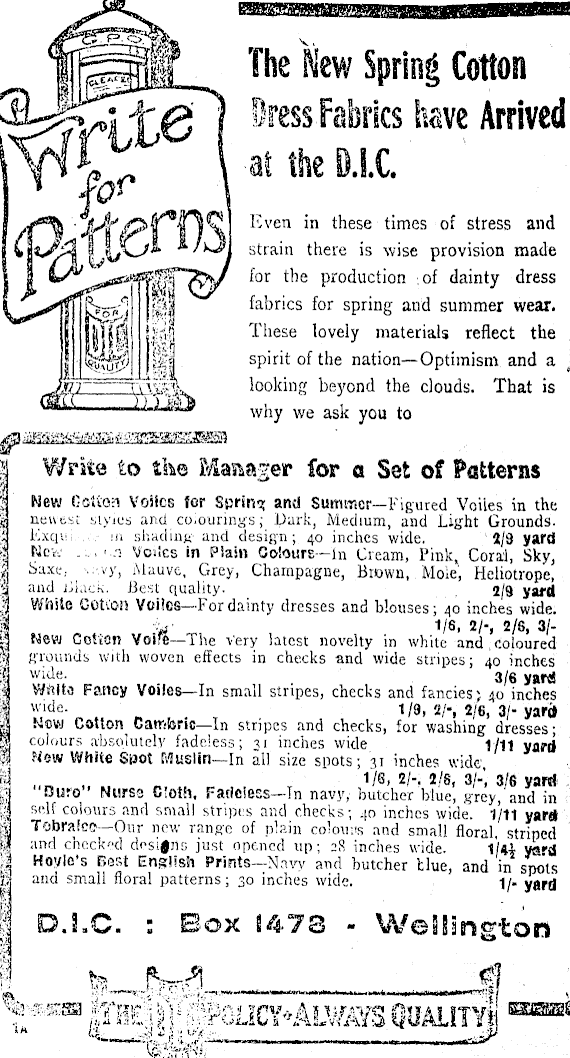 G.P.O.
CLEARED
Write
for
Patterns
FOR
DIC
QUALITY
The New Spring Cotton
Dress Fabrics have Arrived
at the D.I.C.
Even in these times of stress and
strain there is wise provision made
for the production of dainty dress
fabrics for spring and summer wear.
These lovely materials reflect the
spirit of the nation—Optimism and a
looking beyond the clouds. That is
why we ask you to
Write to the Manager for a Set of Patterns
New Cotton Voiles for Spring and Summer—Figured Voiles in the
newest styles and colourings; Dark, Medium, and Light Grounds.
in shading and design; 40 inches wide. 2/9 yard
New Voiles in Plain Colours—In Cream, Pink, Coral, Sky,
Saxe, Navy, Mauve, Grey, Champagne, Brown, Mole, Heliotrope,
and Black. Best quality. 2/9 yard
White Cotton Voiles—For dainty dresses and blouses; 40 inches wide.
1/6, 2/-, 2/6, 3/-
New Cotton Voile—The very latest novelty in white and coloured
grounds with woven effects in checks and wide stripes; 40 inches
wide. 3/6 yard
White Fancy Voiles—In small stripes, checks and fancies; 40 inches
wide. 1/9, 2/-, 2/6, 3/- yard
New Cotton Cambric—In stripes and checks, for washing dresses;
colours absolutely fadeless; 31 inches wide 1/11 yard
New White Spot Muslin—In all size spots; 31 inches wide,
1/6, 2/-, 2/6, 3/-, 3/6 yard
"Duro" Nurse Cloth, Fadeless—In navy, butcher blue, grey, and in
self colours and small stripes and checks; 40 inches wide. 1/11 yard
Tobralco—Our new range of plain colours and small floral, striped
and checked designs just opened up; 28 inches wide. 1/4½ yard
Hoyle's Best English Prints—Navy and butcher blue, and in spots
and small floral patterns; 30 inches wide. 1/- yard
D.I.C. : Box 1473 - Wellington
THE DIC POLICY-ALWAYS QUALITY
1A